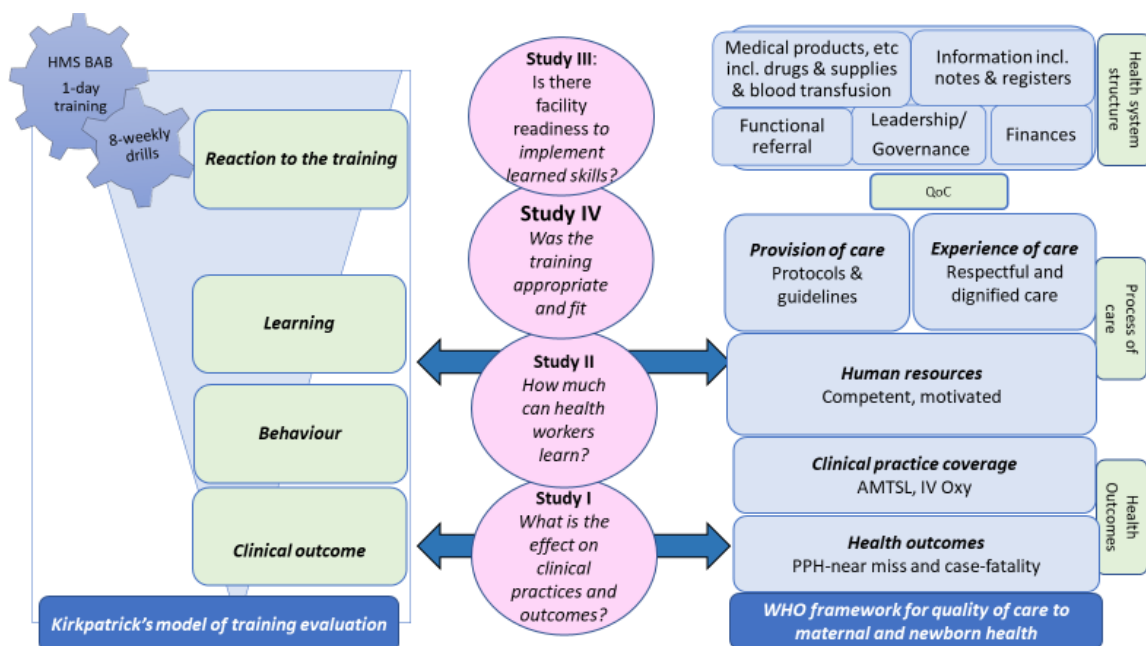 HMS BAB
1-day
training
8-weekly
drills
Reaction to the training
Learning
Behaviour
Clinical outcome
Kirkpatrick's model of training evaluation
Study III:
Is there
facility
readiness to
implement
learned skills?
Study IV
Was the
training
appropriate
and fit
Study II
How much
can health
workers
learn?
Study I
What is the
effect on
clinical
practices and
outcomes?
Medical products, etc
incl. drugs & supplies
& blood transfusion
Information incl.
notes & registers
Functional
referral
Leadership/
Governance
Finances
Health system
structure
QoC
Provision of care
Protocols &
guidelines
Experience of care
Respectful and
dignified care
Process of
care
Human resources
Competent, motivated
Clinical practice coverage
AMTSL, IV Oxy
Health outcomes
PPH-near miss and case-fatality
Health
Outcomes
WHO framework for quality of care to
maternal and newborn health